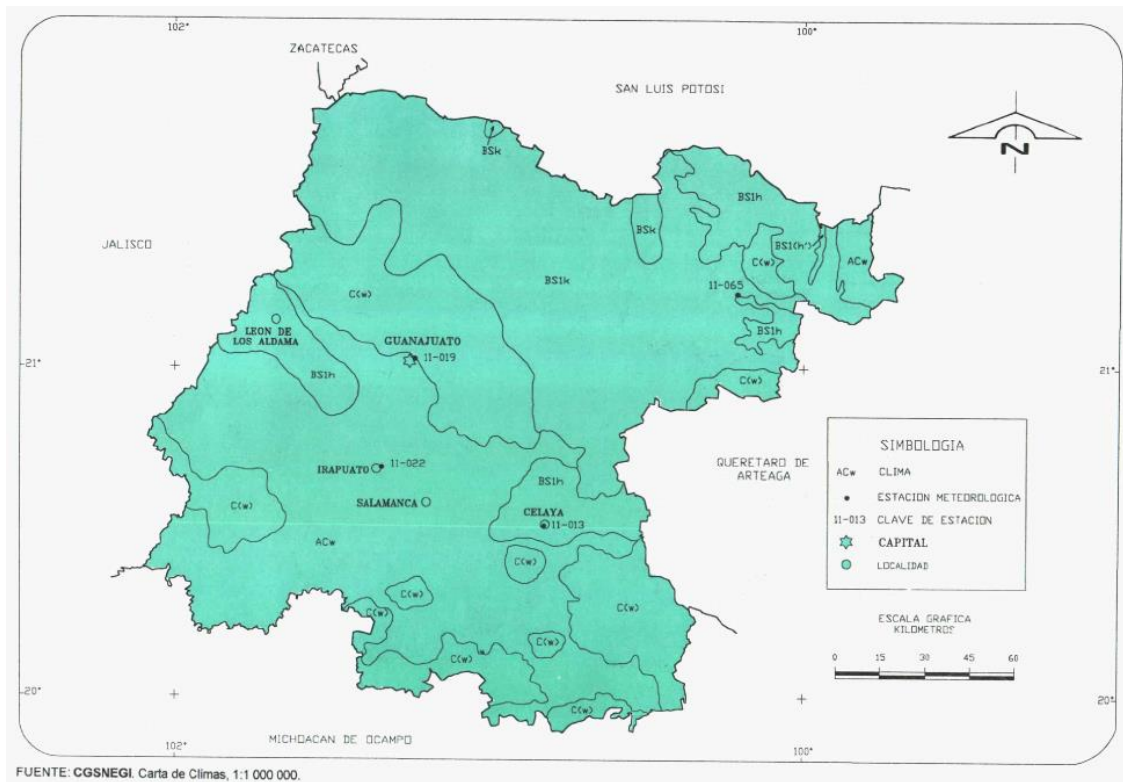 102°
100°
ZACATECAS
SAN LUIS POTOSI
N
BSk
BS1h
JALISCO
BSk
BS1(h')
C(w)
ACw
BS1k
C(w)
11-065
LEON DE
LOS ALDAMA
GUANAJUATO
11-019
BS1h
21°
21°
BS1h
C(w)
SIMBOLOGIA
ACw CLIMA
ESTACION METEOROLOGICA
11-013 CLAVE DE ESTACION
CAPITAL
LOCALIDAD
QUERETARO DE
ARTEAGA
IRAPUATO
11-022
BS1h
SALAMANCA
C(w)
CELAYA
11-013
ACw
C(w)
C(w)
C(w)
C(w)
C(w)
C(w)
C(w)
ESCALA GRAFICA
KILOMETROS
0 15 30 45 60
20°
20°
MICHOACAN DE OCAMPO
102°
100°
FUENTE: CGSNEGI. Carta de Climas, 1:1 000 000.